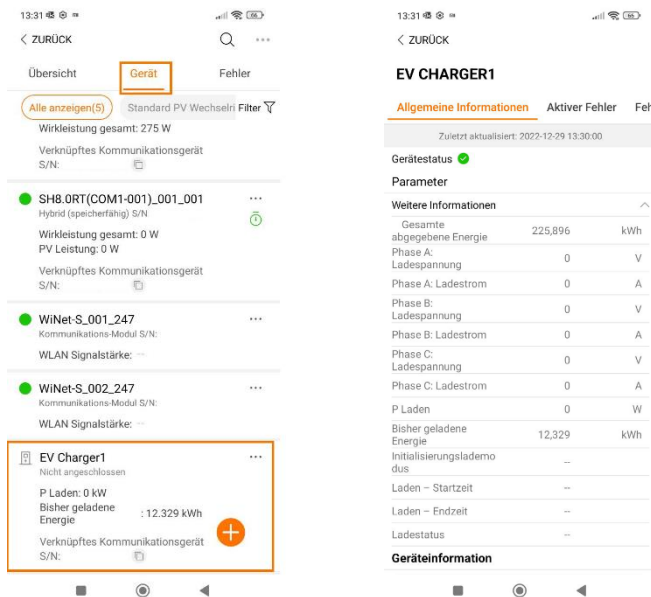 13:31
66
ZURÜCK
Übersicht
Gerät
Fehler
Alle anzeigen(5)
Standard PV Wechselri
Filter
Wirkleistung gesamt: 275 W
Verknüpftes Kommunikationsgerät
S/N:
SH8.0RT(COM1-001)_001_001
Hybrid (speicherfähig) S/N
Wirkleistung gesamt: 0 W
PV Leistung: 0 W
Verknüpftes Kommunikationsgerät
S/N:
WiNet-S_001_247
Kommunikations-Modul S/N:
WLAN Signalstärke: --
WiNet-S_002_247
Kommunikations-Modul S/N:
WLAN Signalstärke: --
EV Charger1
Nicht angeschlossen
P Laden: 0 kW
Bisher geladene
Energie : 12.329 kWh
Verknüpftes Kommunikationsgerät
S/N:
13:31
66
ZURÜCK
EV CHARGER1
Allgemeine Informationen
Aktiver Fehler
Feh
Zuletzt aktualisiert: 2022-12-29 13:30:00
Gerätestatus
Parameter
Weitere Informationen
Gesamte
abgegebene Energie 225,896 kWh
Phase A:
Ladespannung 0 V
Phase A: Ladestrom 0 A
Phase B:
Ladespannung 0 V
Phase B: Ladestrom 0 A
Phase C:
Ladespannung 0 V
Phase C: Ladestrom 0 A
P Laden 0 W
Bisher geladene
Energie 12,329 kWh
Initialisierungslademo
dus --
Laden – Startzeit --
Laden – Endzeit --
Ladestatus --
Geräteinformation